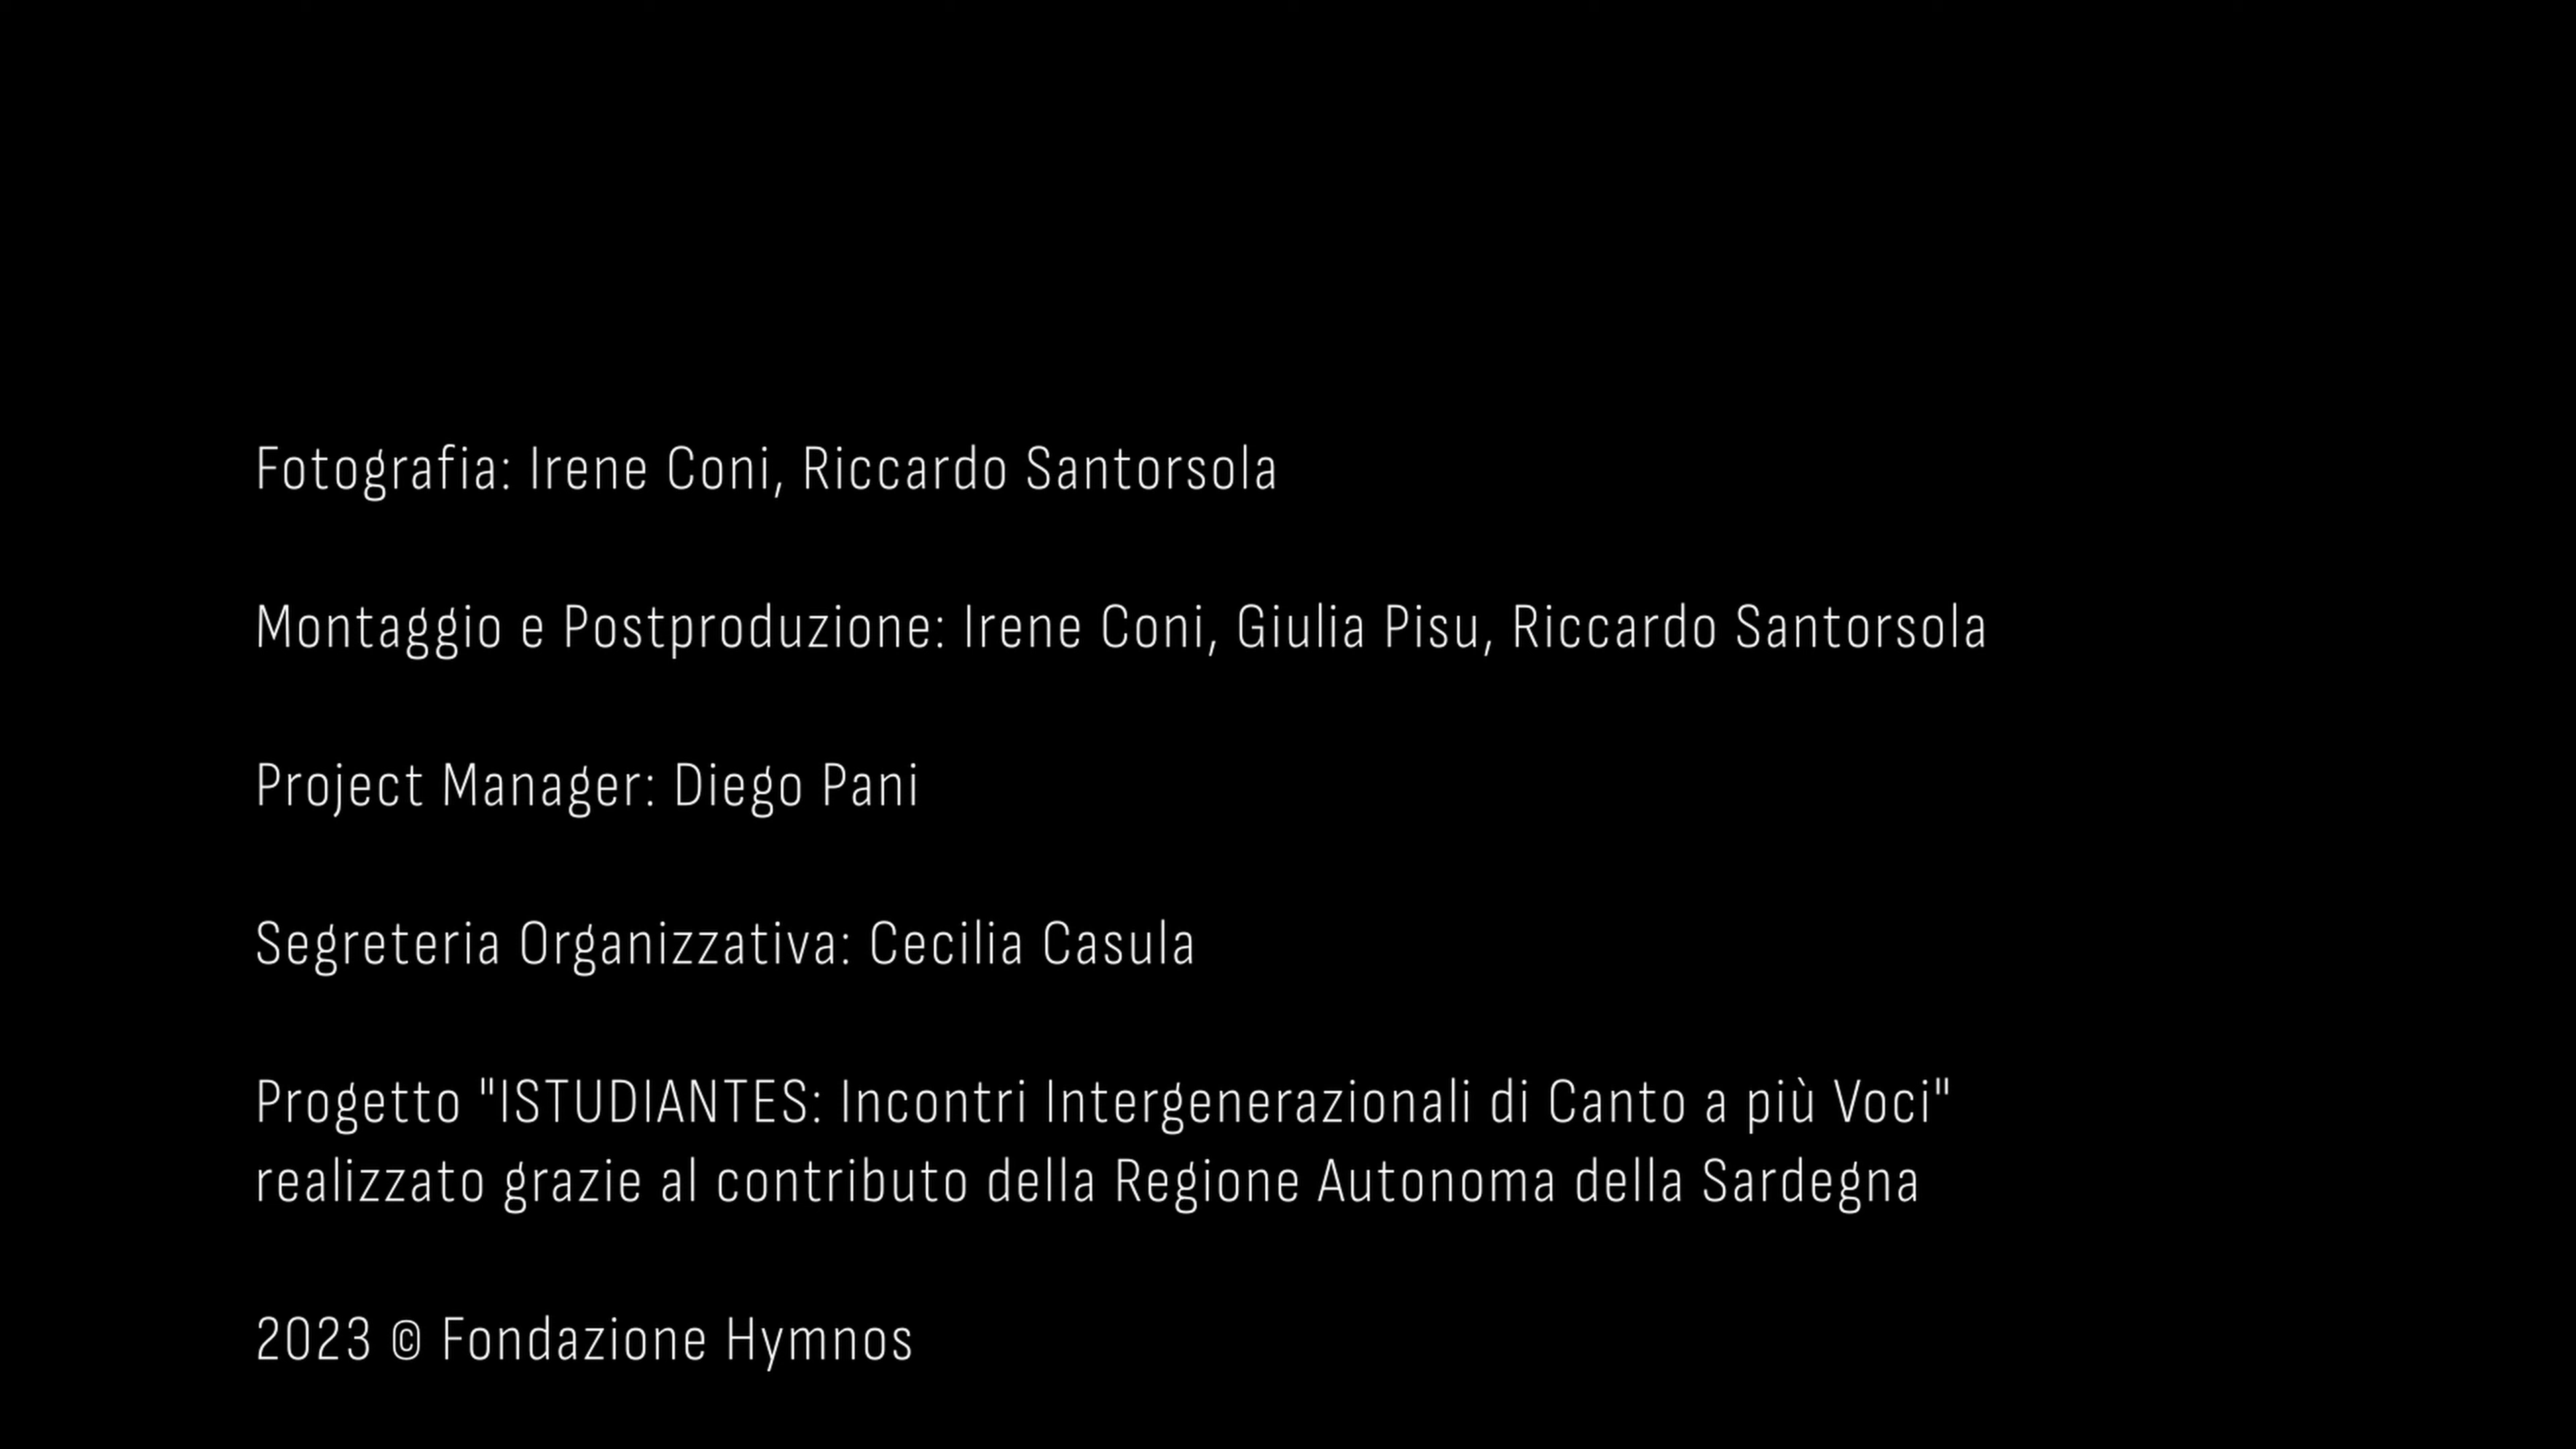 Fotografia: Irene Coni, Riccardo Santorsola
Montaggio e Postproduzione: Irene Coni, Giulia Pisu, Riccardo Santorsola
Project Manager: Diego Pani
Segreteria Organizzativa: Cecilia Casula
Progetto "ISTUDIANTES: Incontri Intergenerazionali di Canto a più Voci"
realizzato grazie al contributo della Regione Autonoma della Sardegna
2023 © Fondazione Hymnos